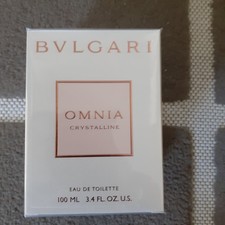 BVLGARI
OMNIA
CRYSTALLINE
EAU DE TOILETTE
100 ML 3.4 FL. OZ. U.S.